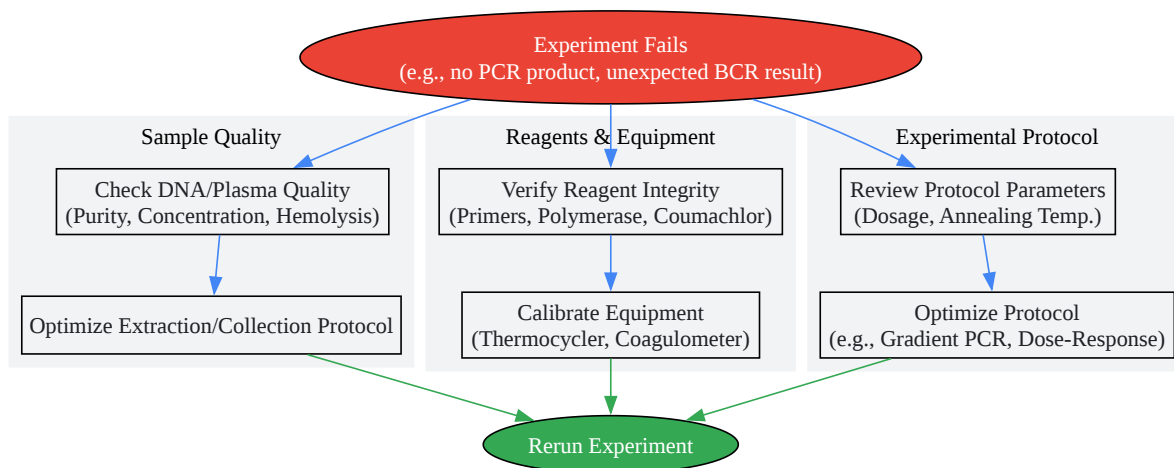 Experiment Fails
(e.g., no PCR product, unexpected BCR result)
Sample Quality
Check DNA/Plasma Quality
(Purity, Concentration, Hemolysis)
Optimize Extraction/Collection Protocol
Reagents & Equipment
Verify Reagent Integrity
(Primers, Polymerase, Coumachlor)
Calibrate Equipment
(Thermocycler, Coagulometer)
Experimental Protocol
Review Protocol Parameters
(Dosage, Annealing Temp.)
Optimize Protocol
(e.g., Gradient PCR, Dose-Response)
Rerun Experiment